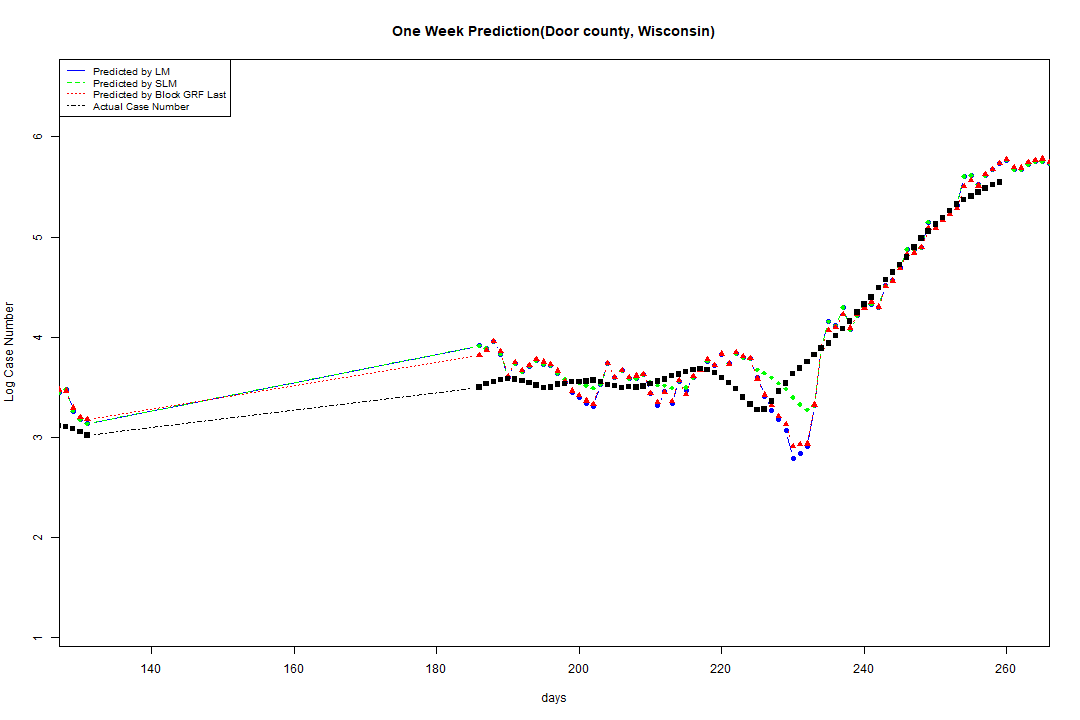 One Week Prediction(Door county, Wisconsin)
Predicted by LM
Predicted by SLM
Predicted by Block GRF Last
Actual Case Number
Log Case Number
6
5
4
3
2
1
140 160 180 200 220 240 260
days